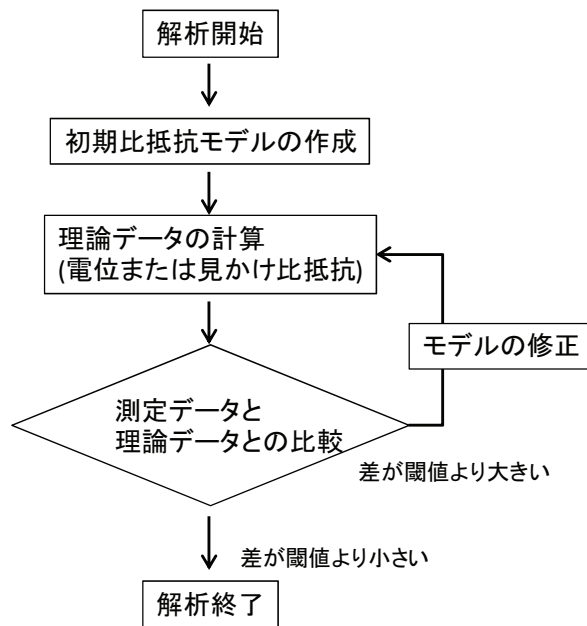 解析開始
初期比抵抗モデルの作成
理論データの計算
(電位または見かけ比抵抗)
モデルの修正
測定データと
理論データとの比較
差が閾値より大きい
差が閾値より小さい
解析終了